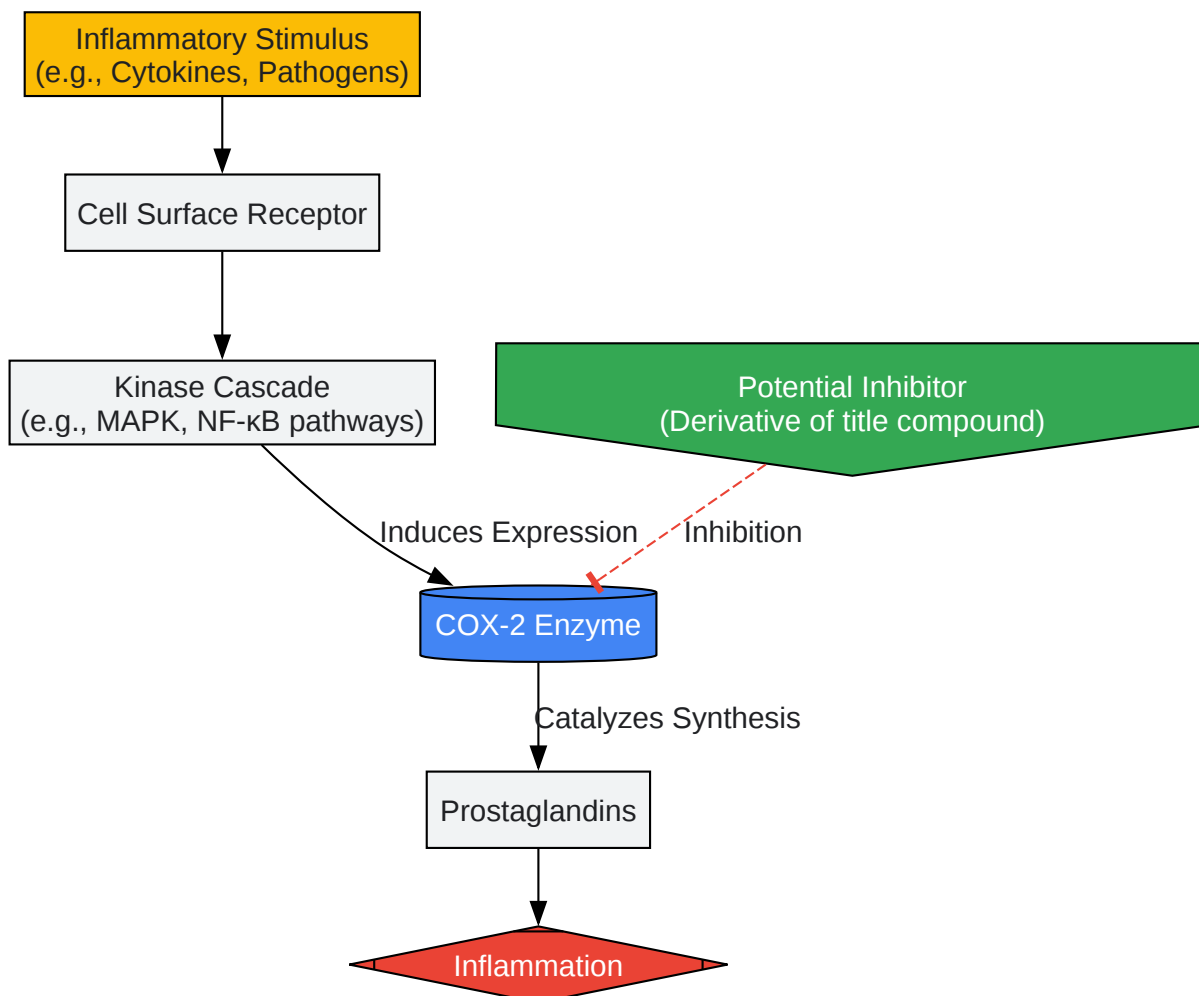 Inflammatory Stimulus
(e.g., Cytokines, Pathogens)
Cell Surface Receptor
Kinase Cascade
(e.g., MAPK, NF-κB pathways)
Potential Inhibitor
(Derivative of title compound)
Induces Expression
Inhibition
COX-2 Enzyme
Catalyzes Synthesis
Prostaglandins
Inflammation